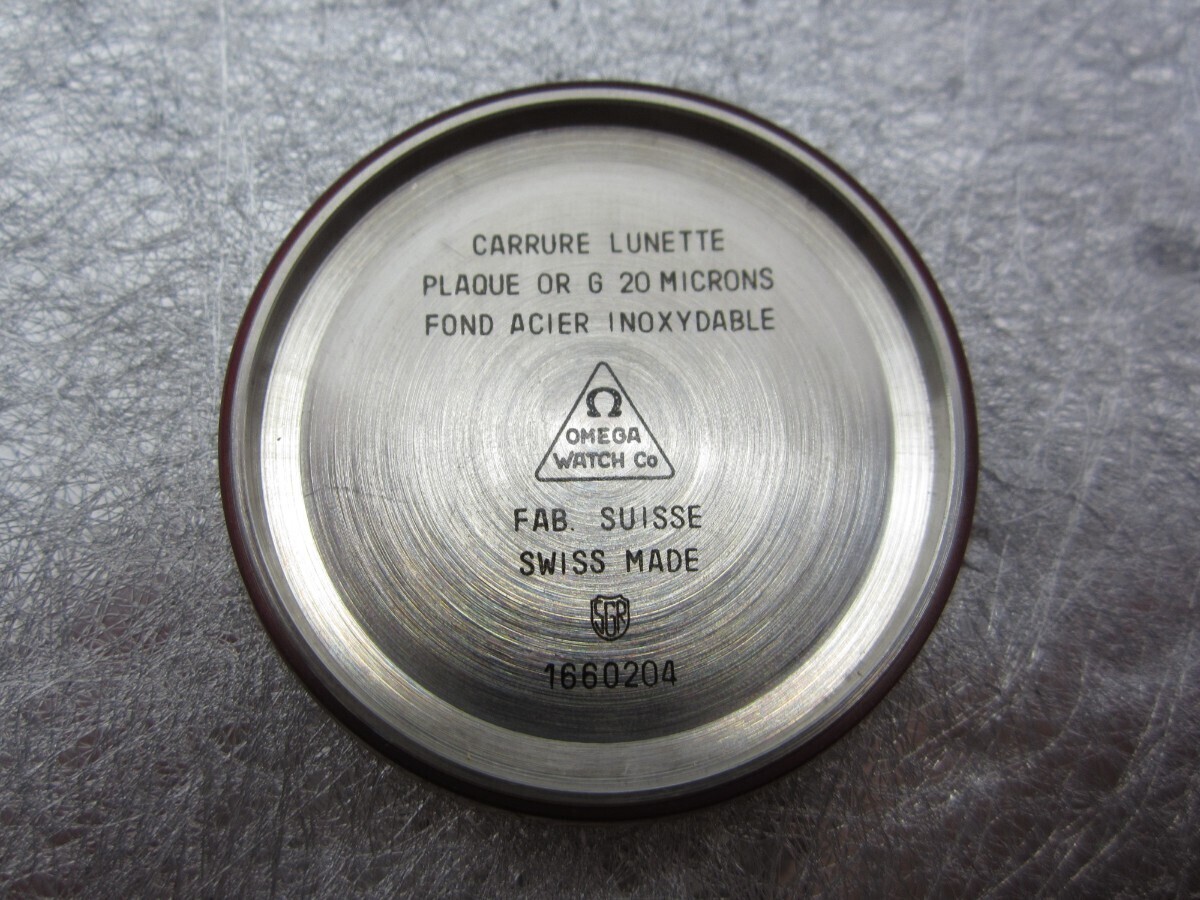 CARRURE LUNETTE
PLAQUE OR G 20 MICRONS
FOND ACIER INOXYDABLE
Ω
OMEGA
WATCH Co
FAB. SUISSE
SWISS MADE
SGR
1660204